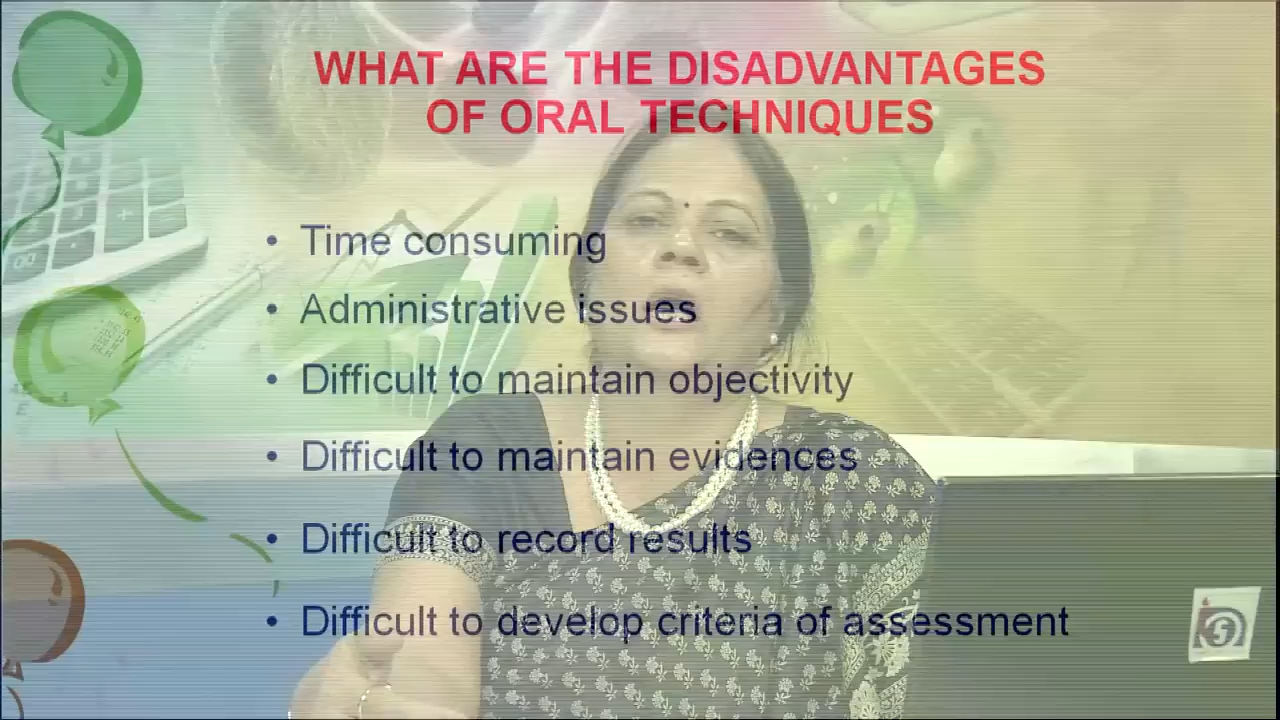 WHAT ARE THE DISADVANTAGES
OF ORAL TECHNIQUES
• Time consuming
• Administrative issues
• Difficult to maintain objectivity
• Difficult to maintain evidences
• Difficult to record results
• Difficult to develop criteria of assessment